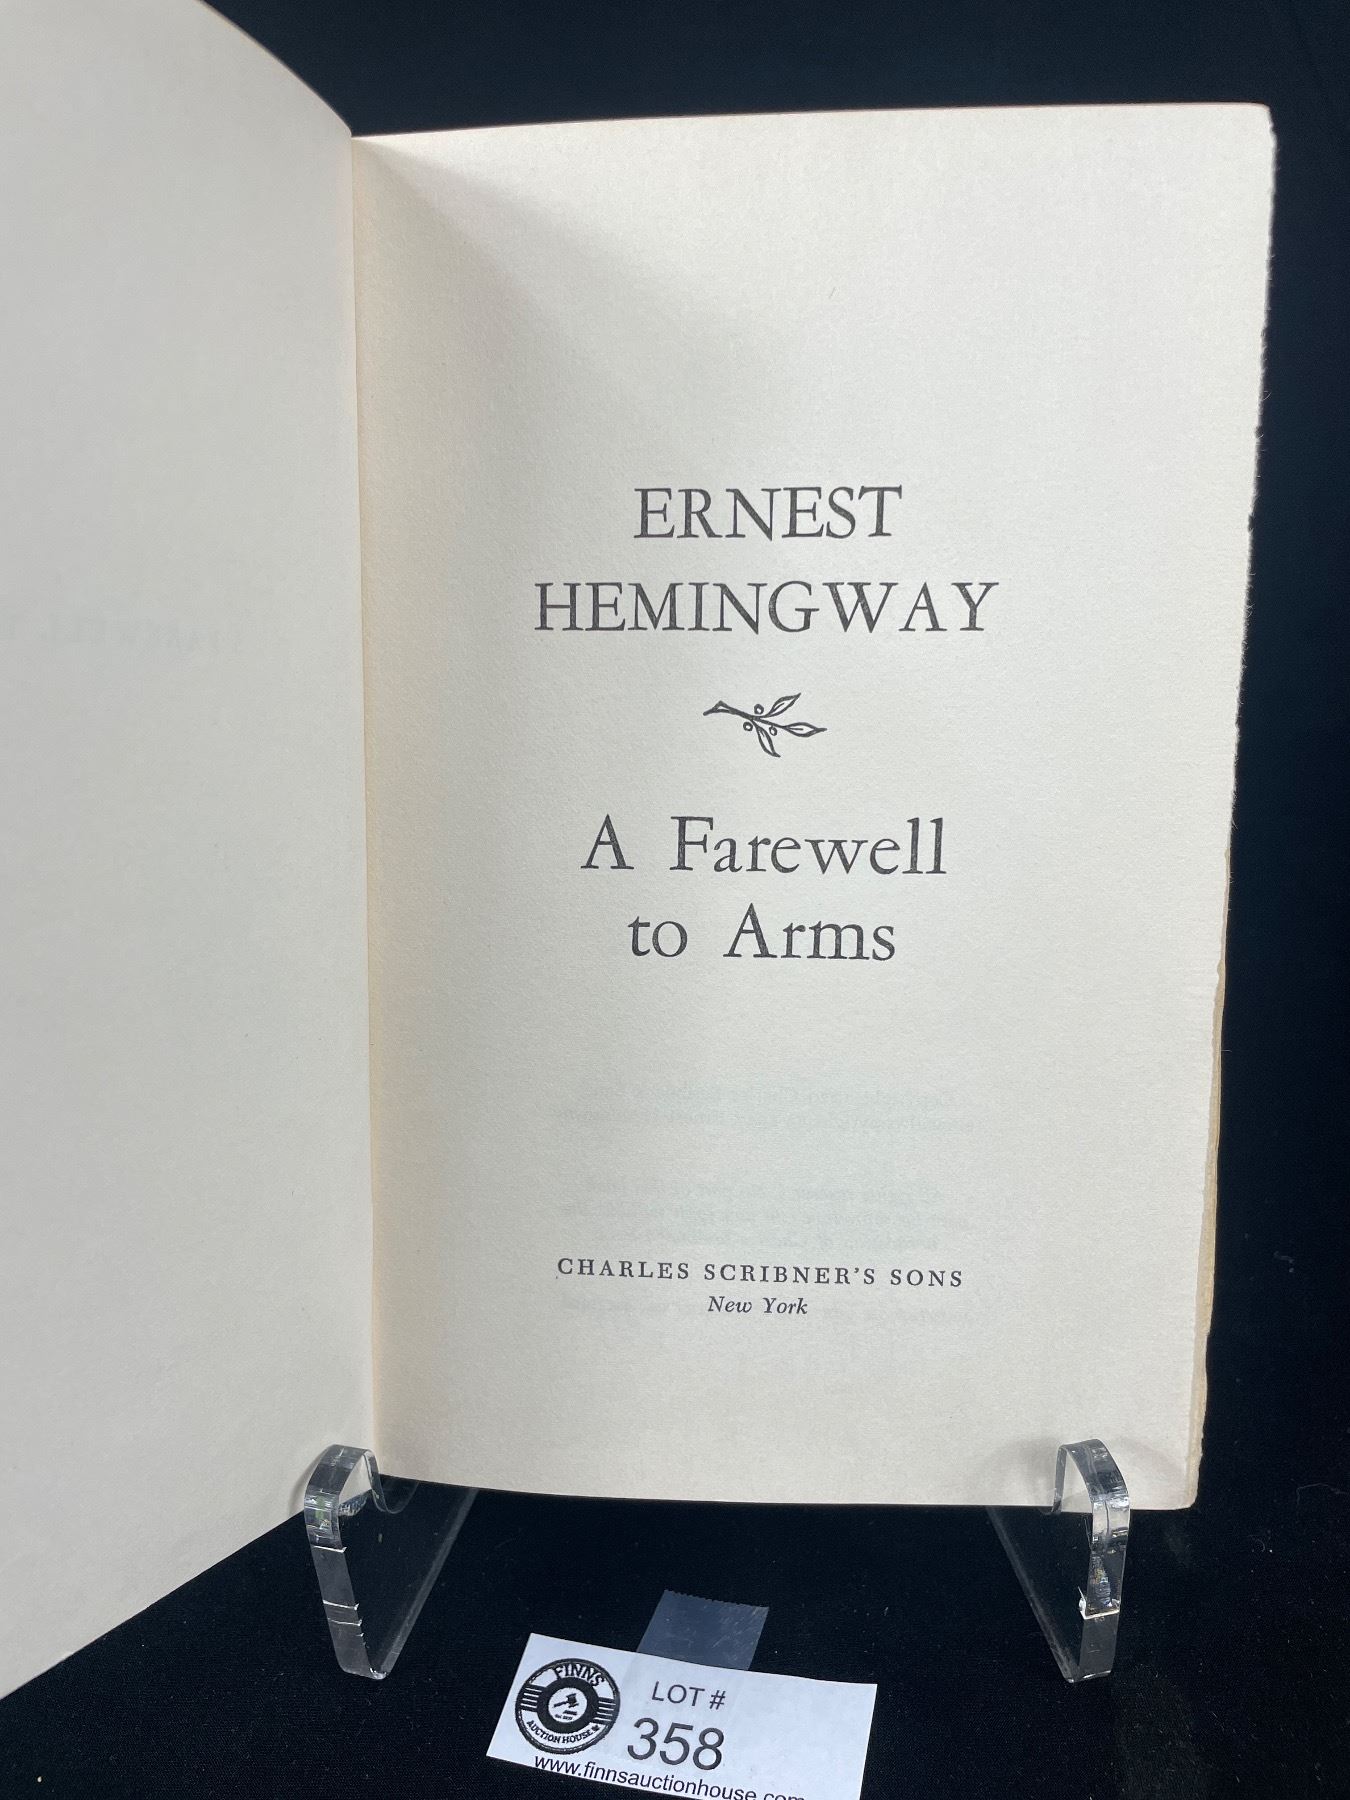 ERNEST
HEMINGWAY
A Farewell
to Arms
CHARLES SCRIBNER'S SONS
New York
FINNS
AUCTION HOUSE
LOT #
358
www.finnsauctionhouse.com